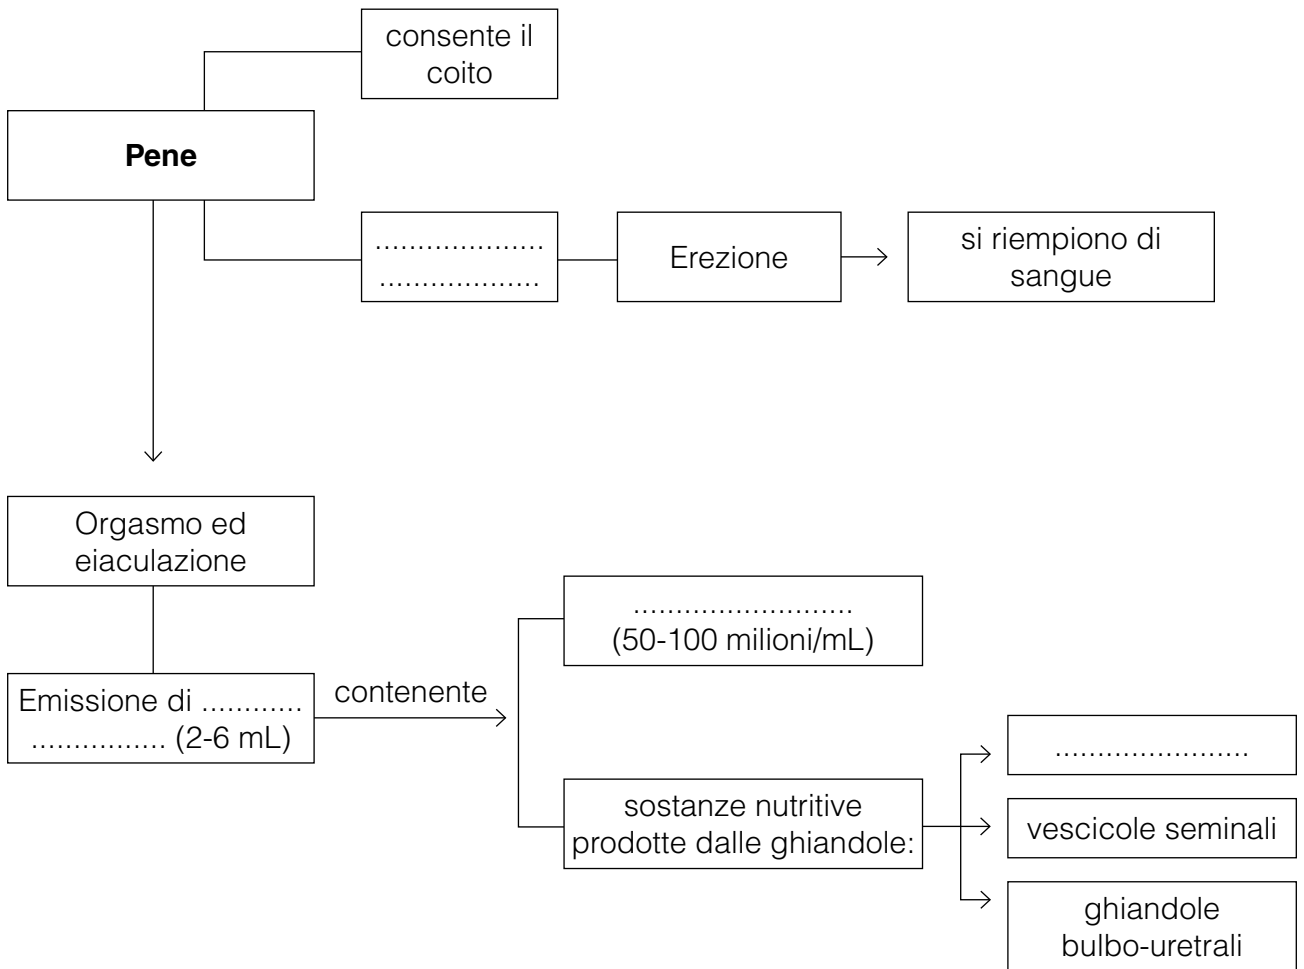 consente il
coito
Pene
....................
...................
Erezione
si riempiono di
sangue
Orgasmo ed
eiaculazione
..........................
(50-100 milioni/mL)
Emissione di ............
................ (2-6 mL)
contenente
.......................
sostanze nutritive
prodotte dalle ghiandole:
vescicole seminali
ghiandole
bulbo-uretrali